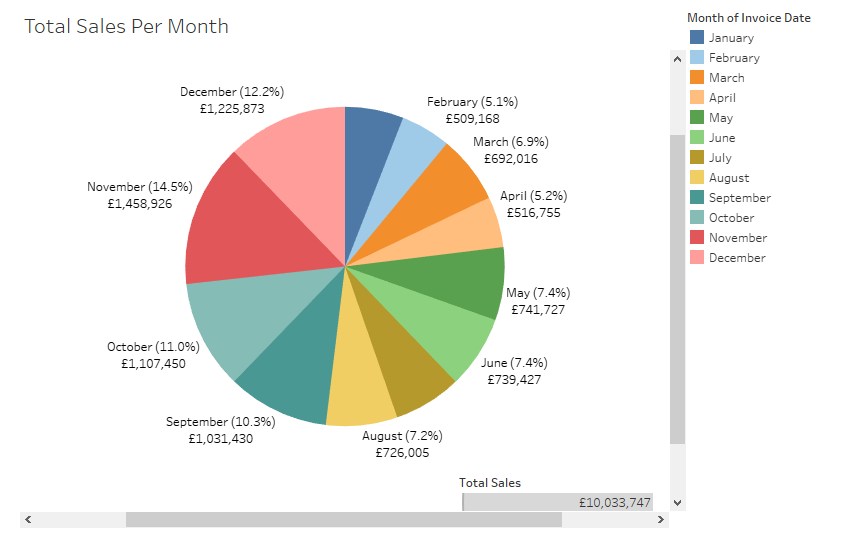 Total Sales Per Month
Month of Invoice Date
January
February
March
April
May
June
July
August
September
October
November
December
December (12.2%)
£1,225,873
February (5.1%)
£509,168
March (6.9%)
£692,016
April (5.2%)
£516,755
May (7.4%)
£741,727
June (7.4%)
£739,427
August (7.2%)
£726,005
September (10.3%)
£1,031,430
October (11.0%)
£1,107,450
November (14.5%)
£1,458,926
Total Sales
£10,033,747